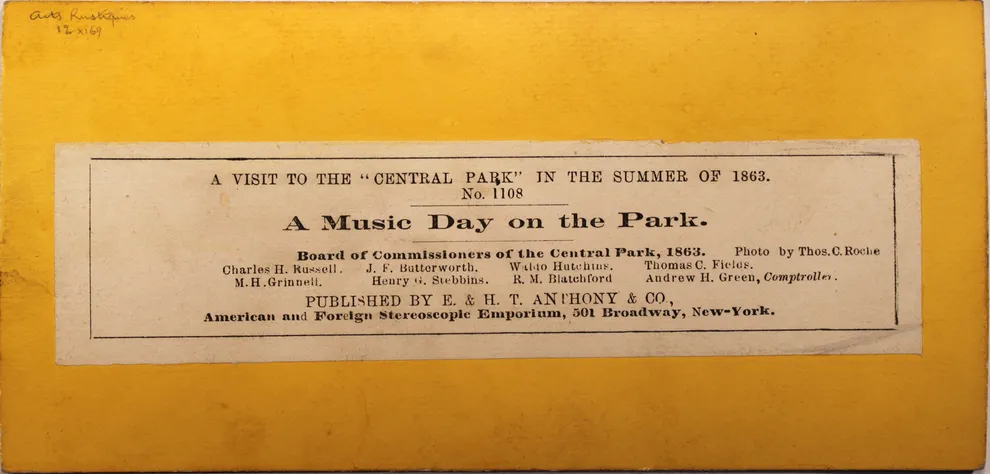 A VISIT TO THE "CENTRAL PARK" IN THE SUMMER OF 1863.
No. 1108
A Music Day on the Park.
Board of Commissioners of the Central Park, 1863. Photo by Thos. C. Roche
Charles H. Russell. J. F. Butterworth. Waldo Hutchins. Thomas C. Fields.
M. H. Grinnell. Henry G. Stebbins. R. M. Blatchford Andrew H. Green, Comptroller.
PUBLISHED BY E. & H. T. ANTHONY & CO.,
American and Foreign Stereoscopic Emporium, 501 Broadway, New-York.